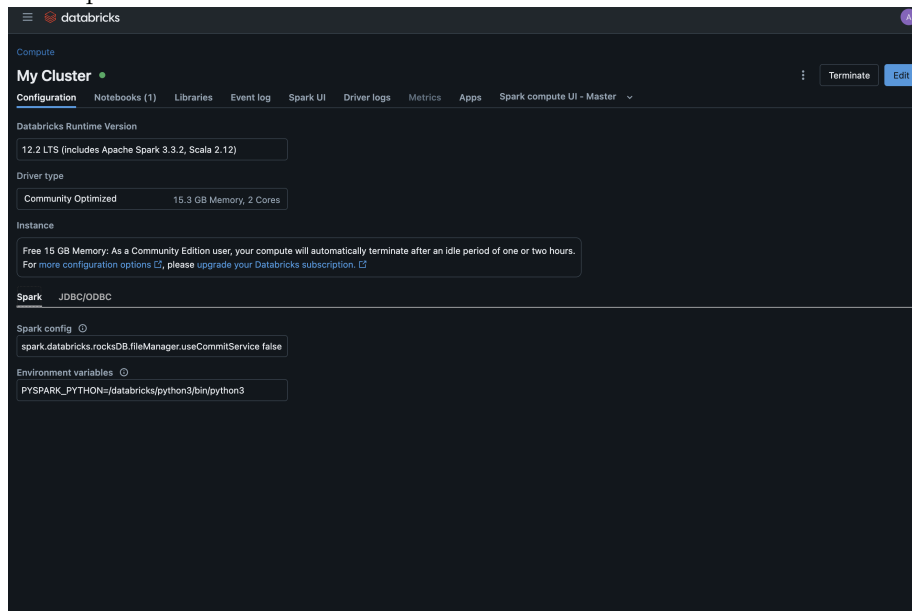 databricks
A
Compute
My Cluster
Terminate
Edit
Configuration Notebooks (1) Libraries Event log Spark UI Driver logs Metrics Apps Spark compute UI - Master
Databricks Runtime Version
12.2 LTS (includes Apache Spark 3.3.2, Scala 2.12)
Driver type
Community Optimized 15.3 GB Memory, 2 Cores
Instance
Free 15 GB Memory: As a Community Edition user, your compute will automatically terminate after an idle period of one or two hours.
For more configuration options, please upgrade your Databricks subscription.
Spark JDBC/ODBC
Spark config
spark.databricks.rocksDB.fileManager.useCommitService false
Environment variables
PYSPARK_PYTHON=/databricks/python3/bin/python3